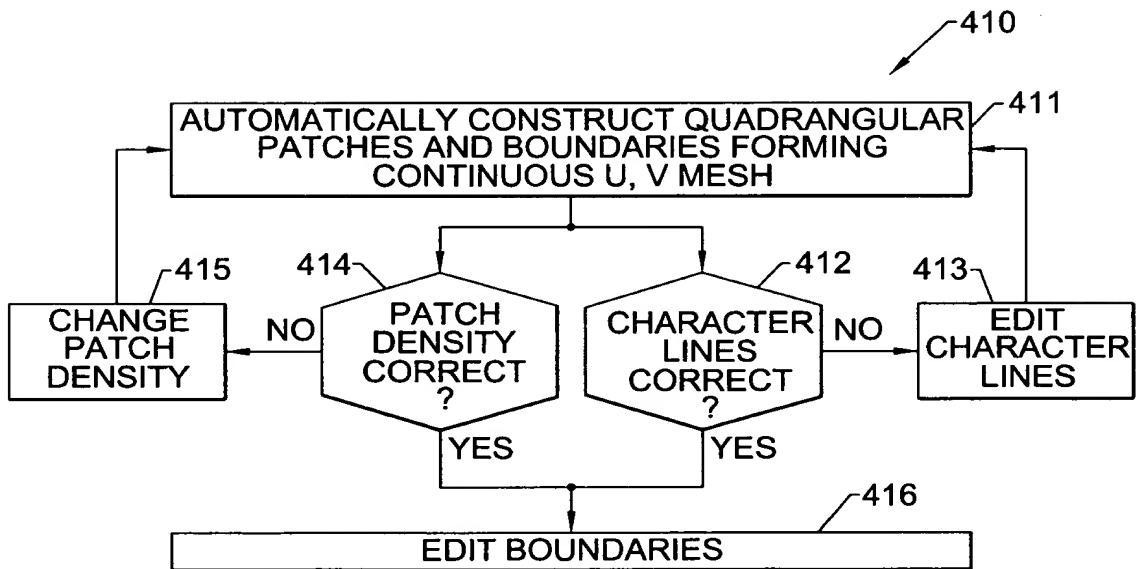 410
411
AUTOMATICALLY CONSTRUCT QUADRANGULAR
PATCHES AND BOUNDARIES FORMING
CONTINUOUS U, V MESH
415
CHANGE
PATCH
DENSITY
NO
414
PATCH
DENSITY
CORRECT
?
YES
412
CHARACTER
LINES
CORRECT
?
YES
NO
413
EDIT
CHARACTER
LINES
416
EDIT BOUNDARIES